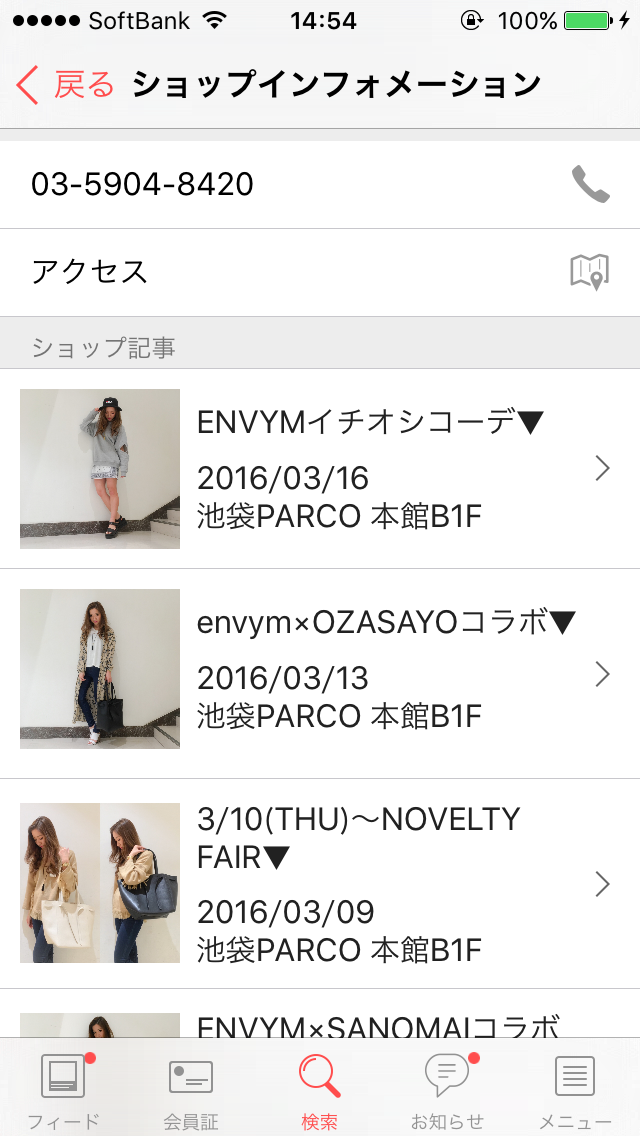 SoftBank 14:54 100%
戻る ショップインフォメーション
03-5904-8420
アクセス
ショップ記事
ENVYMイチオシコーデ▼
2016/03/16
池袋PARCO 本館B1F
envym×OZASAYOコラボ▼
2016/03/13
池袋PARCO 本館B1F
3/10(THU)～NOVELTY
FAIR▼
2016/03/09
池袋PARCO 本館B1F
ENVYM×SANOMAIコラボ
フィード 会員証 検索 お知らせ メニュー